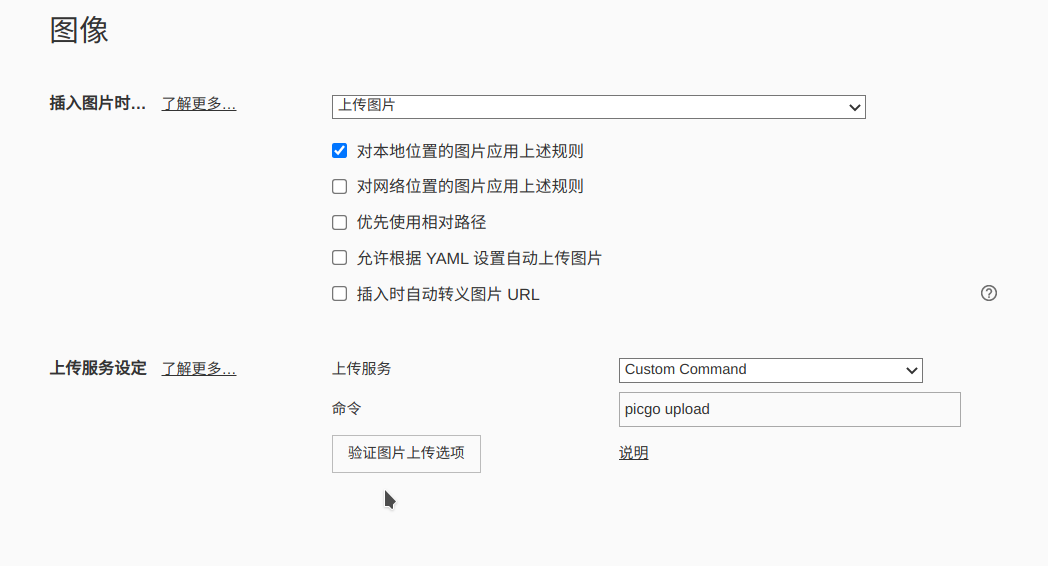 图像
插入图片时... 了解更多... 上传图片
对本地位置的图片应用上述规则
对网络位置的图片应用上述规则
优先使用相对路径
允许根据 YAML 设置自动上传图片
插入时自动转义图片 URL
上传服务设定 了解更多... 上传服务 Custom Command
命令 picgo upload
验证图片上传选项 说明